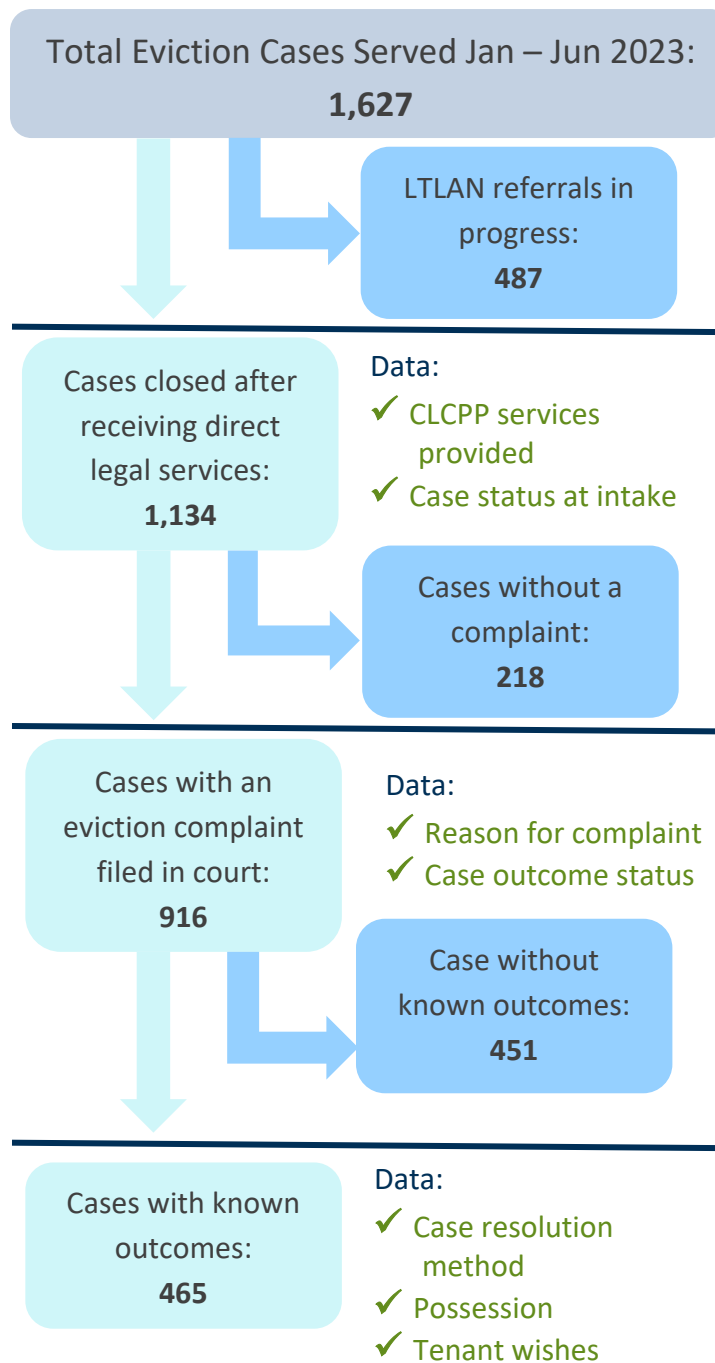 Total Eviction Cases Served Jan – Jun 2023:
1,627
LTLAN referrals in
progress:
487
Cases closed after
receiving direct
legal services:
1,134
Data:
✓ CLCPP services
provided
✓ Case status at intake
Cases without a
complaint:
218
Cases with an
eviction complaint
filed in court:
916
Data:
✓ Reason for complaint
✓ Case outcome status
Case without
known outcomes:
451
Cases with known
outcomes:
465
Data:
✓ Case resolution
method
✓ Possession
✓ Tenant wishes